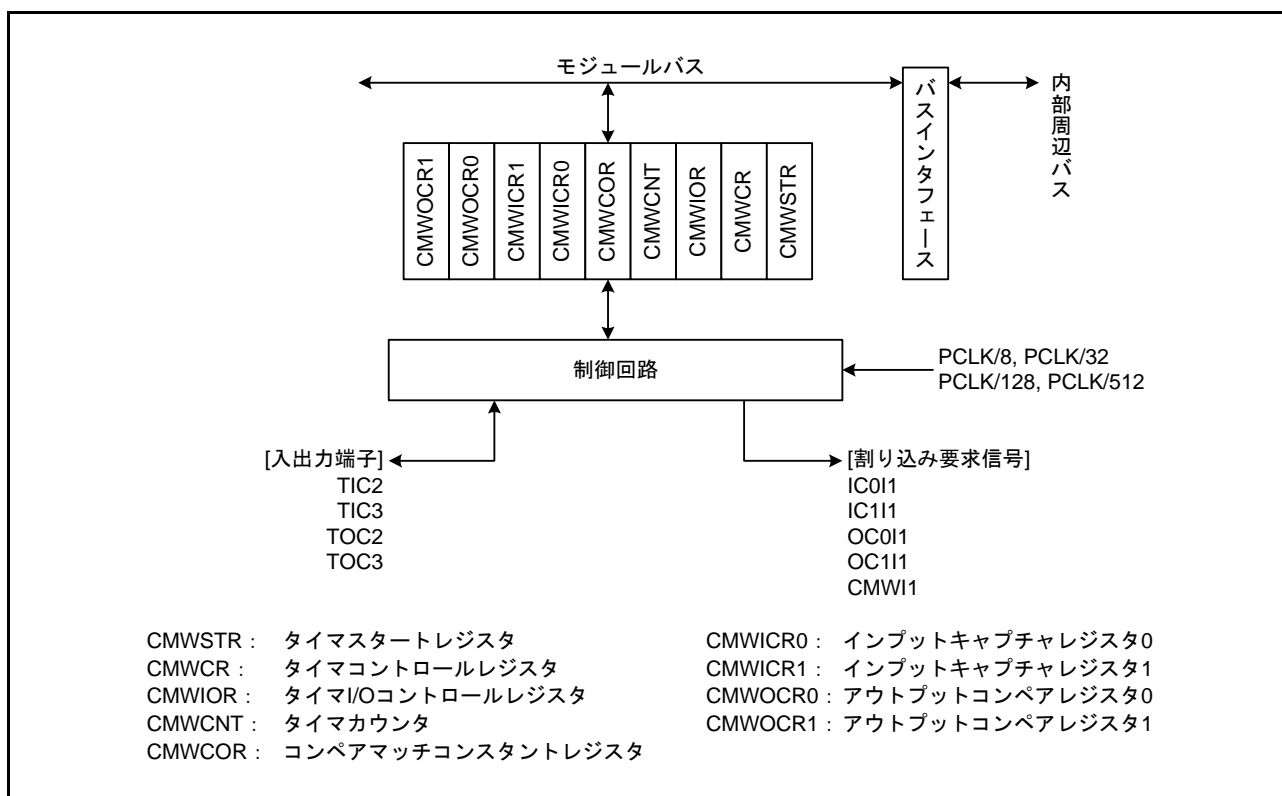 モジュールバス
バスインタフェース
内部周辺バス
CMWOCR1
CMWOCR0
CMWICR1
CMWICR0
CMWCOR
CMWCNT
CMWIOR
CMWCR
CMWSTR
制御回路
PCLK/8, PCLK/32
PCLK/128, PCLK/512
[入出力端子]
TIC2
TIC3
TOC2
TOC3
[割り込み要求信号]
IC0I1
IC1I1
OC0I1
OC1I1
CMWI1
CMWSTR： タイマスタートレジスタ
CMWCR： タイマコントロールレジスタ
CMWIOR： タイマI/Oコントロールレジスタ
CMWCNT： タイマカウンタ
CMWCOR： コンペアマッチコンスタントレジスタ
CMWICR0： インプットキャプチャレジスタ0
CMWICR1： インプットキャプチャレジスタ1
CMWOCR0：アウトプットコンペアレジスタ0
CMWOCR1：アウトプットコンペアレジスタ1